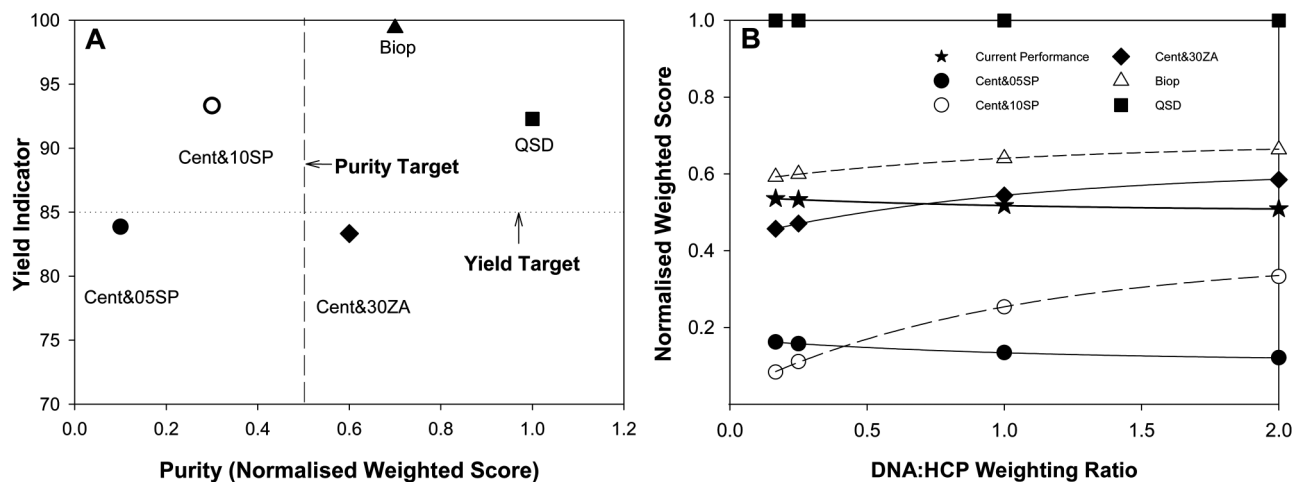 A
100
95
90
85
80
75
70
Yield Indicator
Biop
Cent&10SP
QSD
Purity Target
Yield Target
Cent&05SP
Cent&30ZA
0.0 0.2 0.4 0.6 0.8 1.0 1.2
Purity (Normalised Weighted Score)
B
1.0
0.8
0.6
0.4
0.2
Normalised Weighted Score
Current Performance
Cent&05SP
Cent&10SP
Cent&30ZA
Biop
QSD
0.0 0.5 1.0 1.5 2.0
DNA:HCP Weighting Ratio